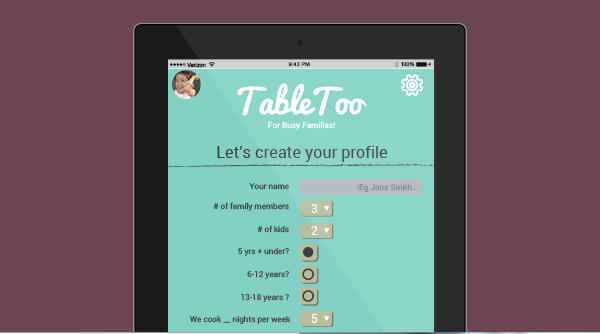 Verizon 9:43 PM 100%
TableToo
For Busy Families!
Let's create your profile
Your name Eg.Jane Smith..
# of family members 3
# of kids 2
5 yrs + under?
6-12 years?
13-18 years ?
We cook __ nights per week 5